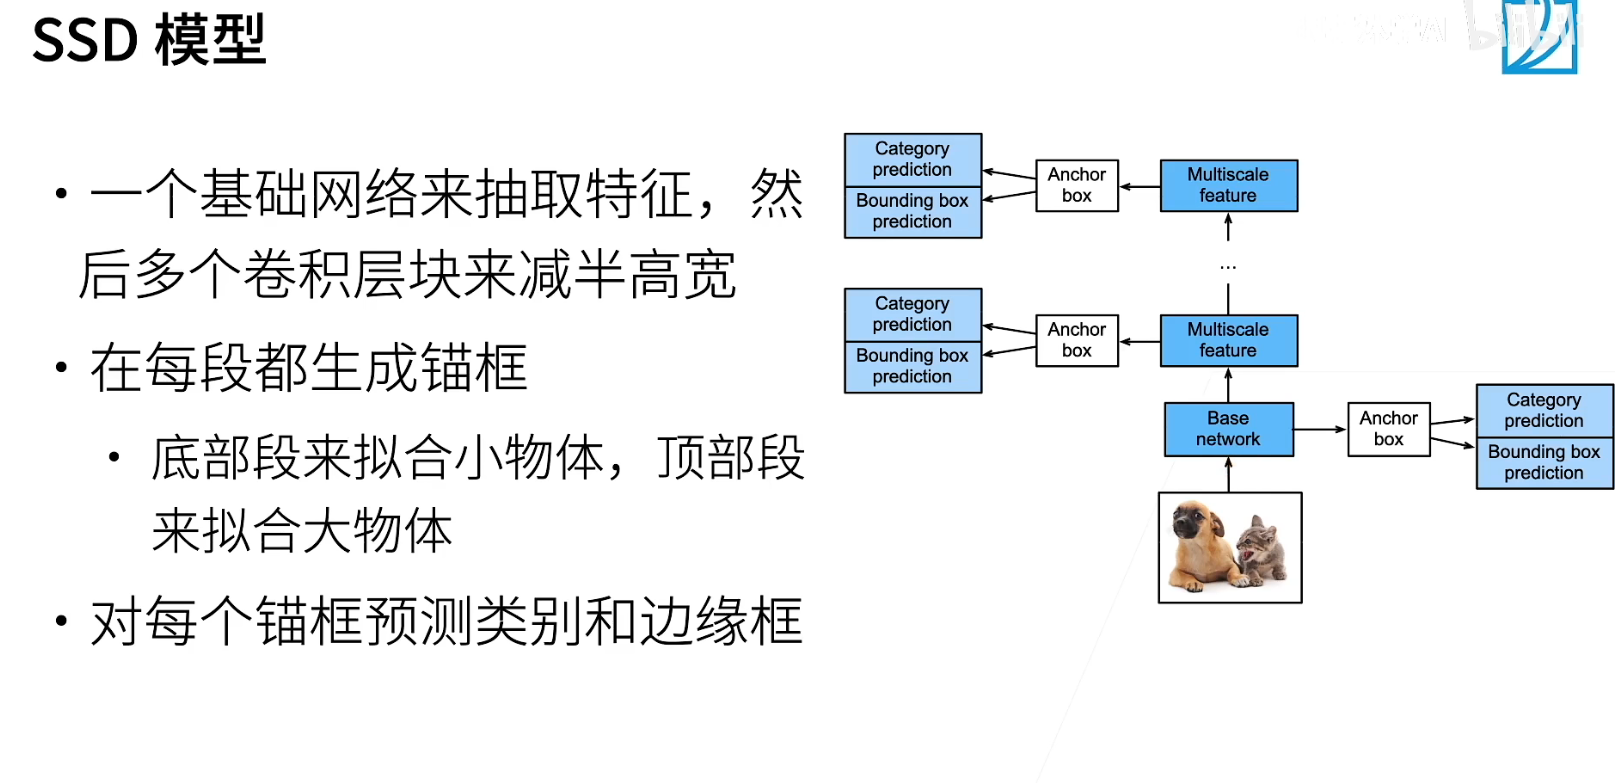 SSD 模型
• 一个基础网络来抽取特征，然
后多个卷积层块来减半高宽
• 在每段都生成锚框
• 底部段来拟合小物体，顶部段
来拟合大物体
• 对每个锚框预测类别和边缘框
Category
prediction
Bounding box
prediction
Anchor
box
Multiscale
feature
...
Category
prediction
Bounding box
prediction
Anchor
box
Multiscale
feature
Base
network
Anchor
box
Category
prediction
Bounding box
prediction
bilibili